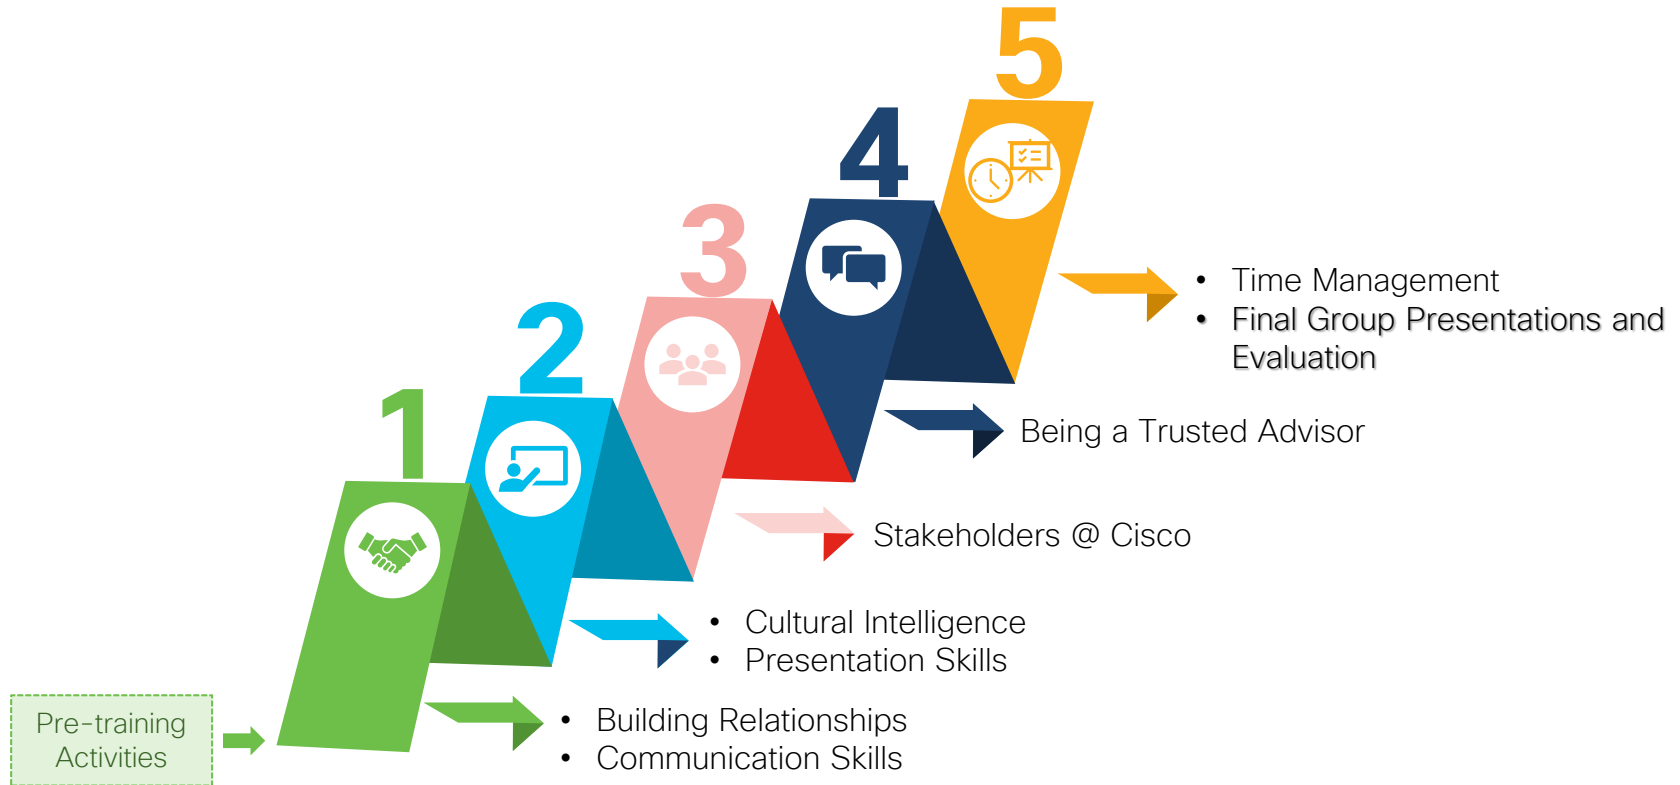 5
4
3
2
1
• Time Management
• Final Group Presentations and
Evaluation
Being a Trusted Advisor
Stakeholders @ Cisco
• Cultural Intelligence
• Presentation Skills
Pre-training
Activities
• Building Relationships
• Communication Skills